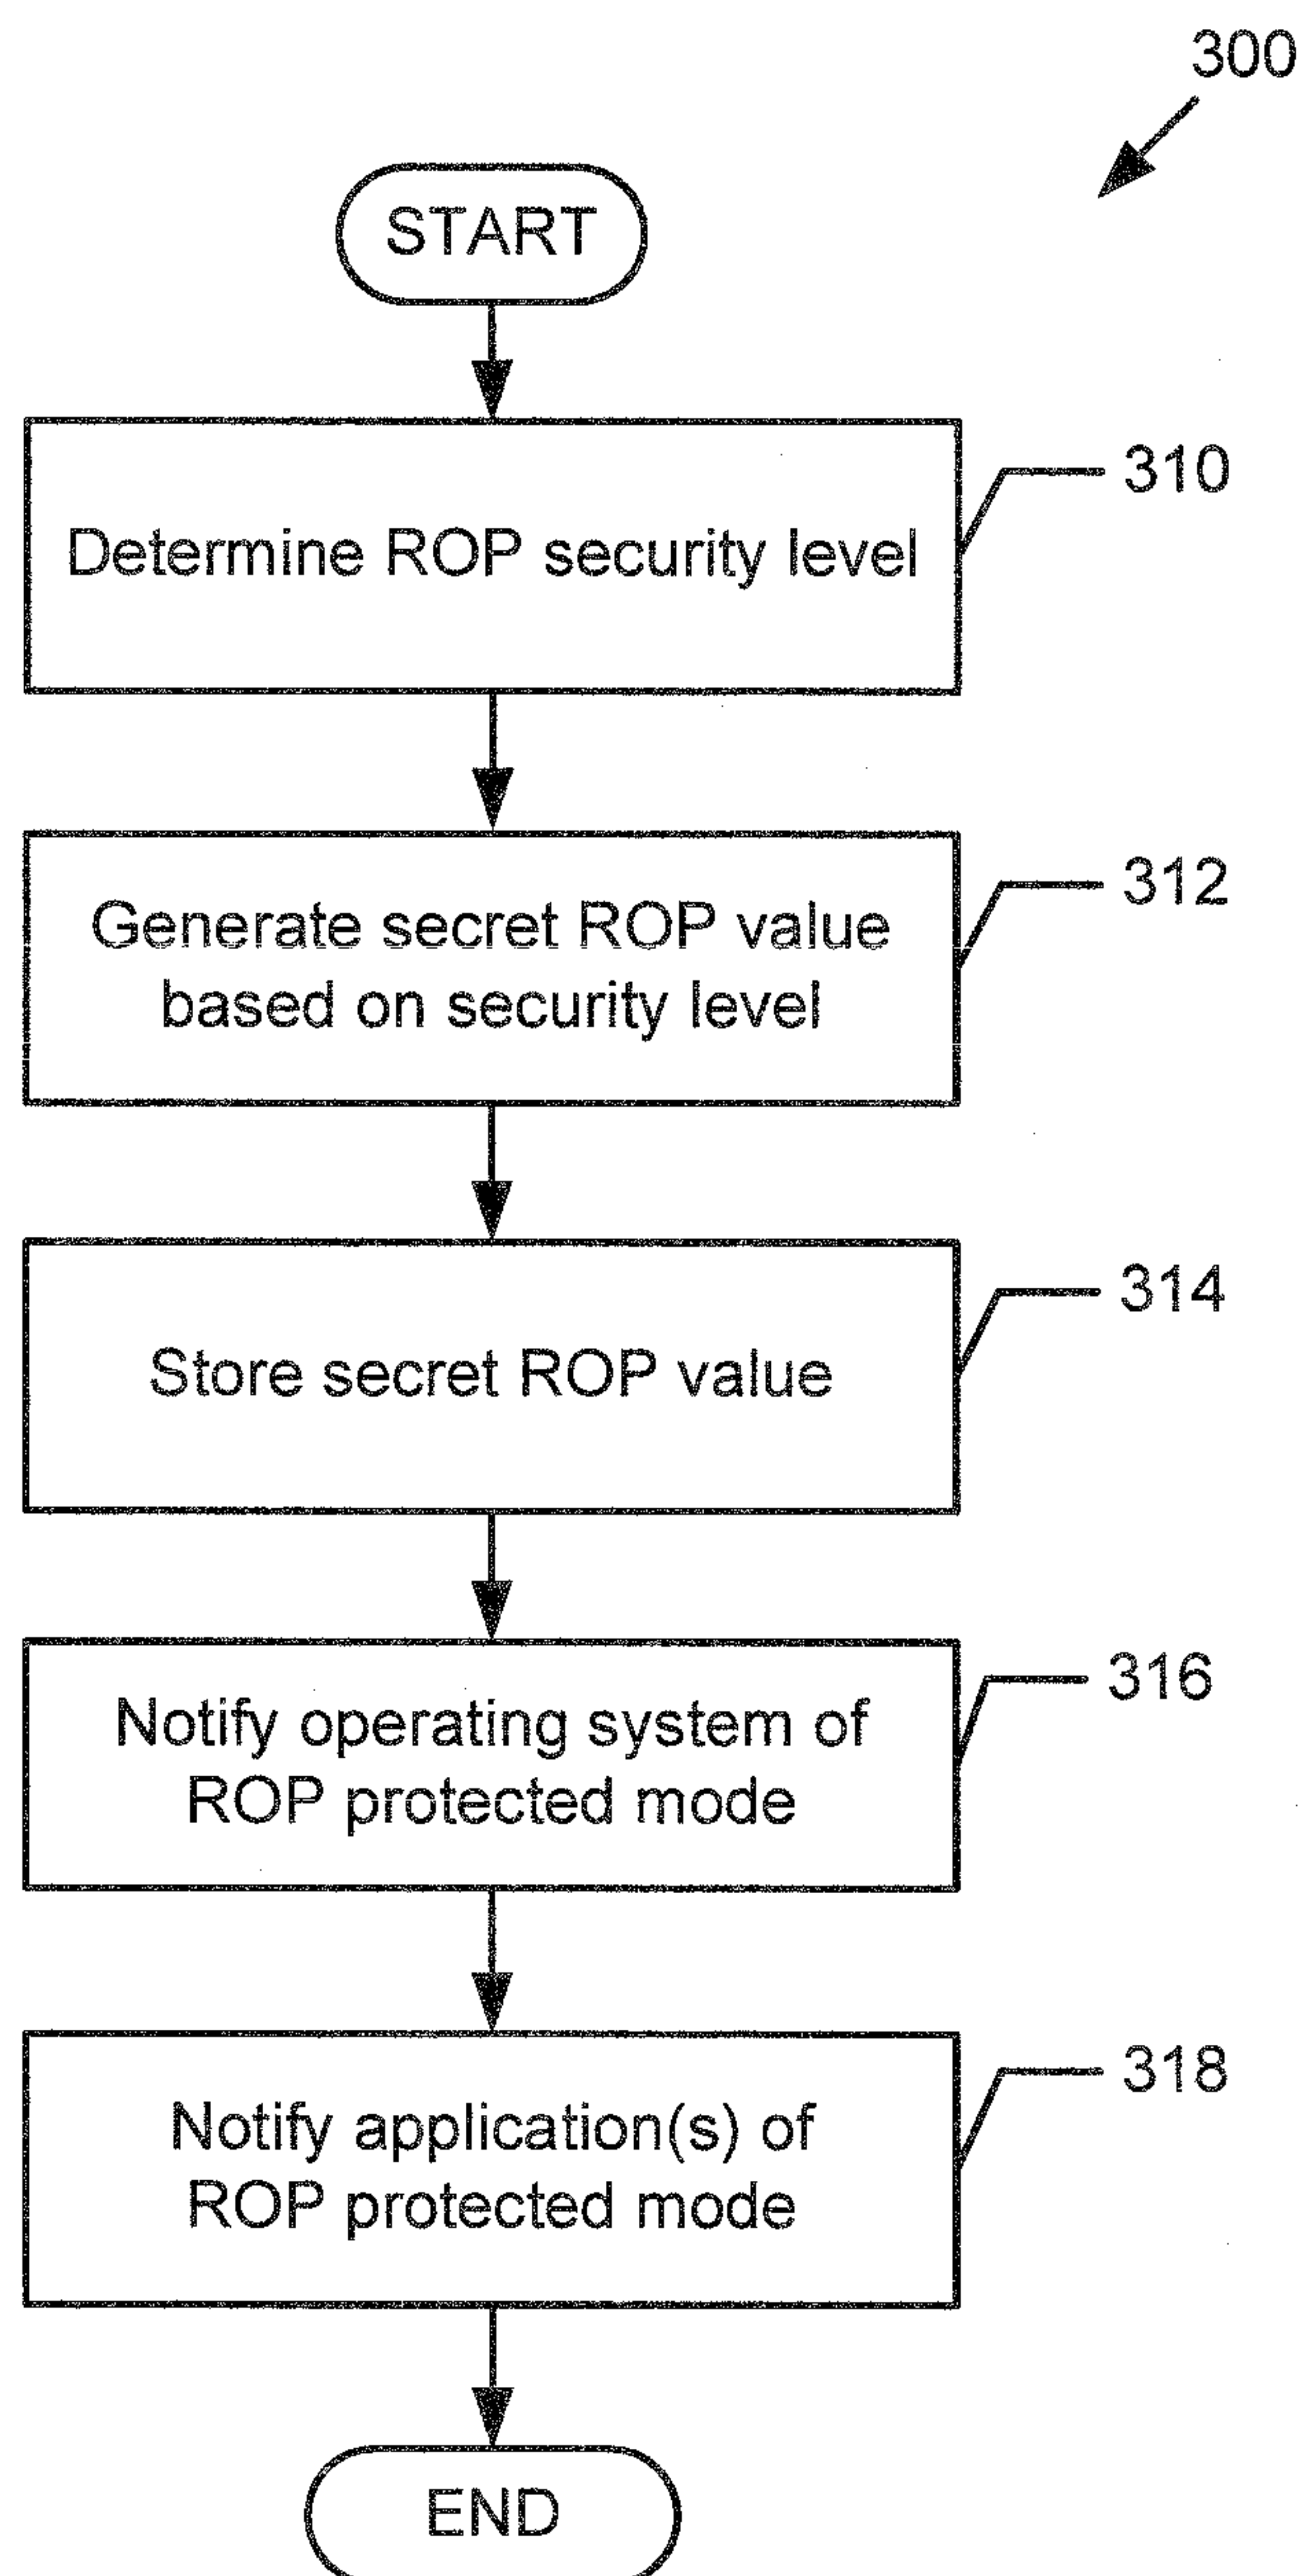 300
START
Determine ROP security level
310
Generate secret ROP value
based on security level
312
Store secret ROP value
314
Notify operating system of
ROP protected mode
316
Notify application(s) of
ROP protected mode
318
END